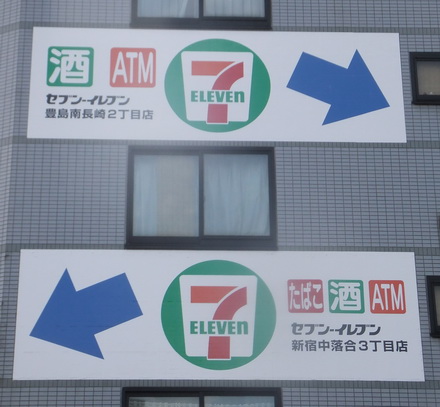 酒 ATM
セブン-イレブン
豊島南長崎2丁目店
7
ELEVEN
7
ELEVEN
たばこ 酒 ATM
セブン-イレブン
新宿中落合3丁目店